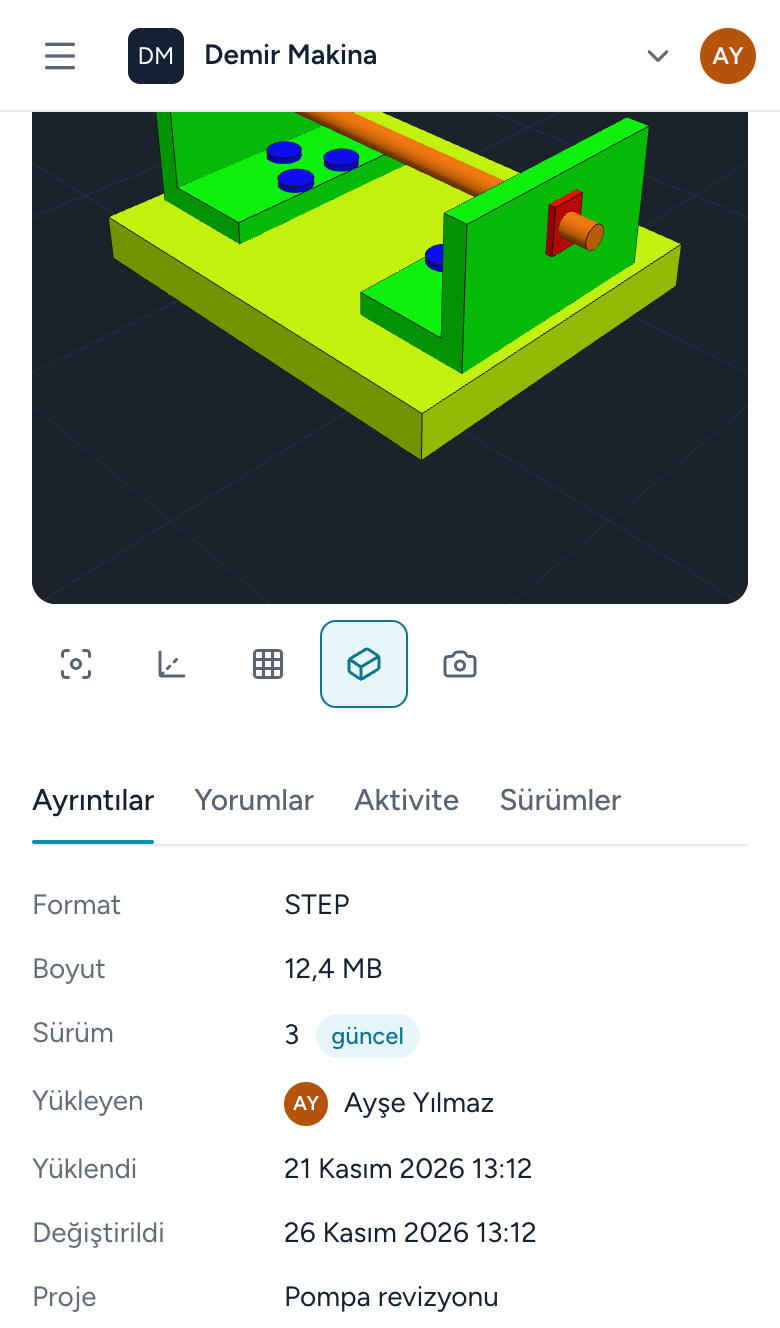 DM Demir Makina AY
Ayrıntılar Yorumlar Aktivite Sürümler
Format STEP
Boyut 12,4 MB
Sürüm 3 güncel
Yükleyen AY Ayşe Yılmaz
Yüklendi 21 Kasım 2026 13:12
Değiştirildi 26 Kasım 2026 13:12
Proje Pompa revizyonu